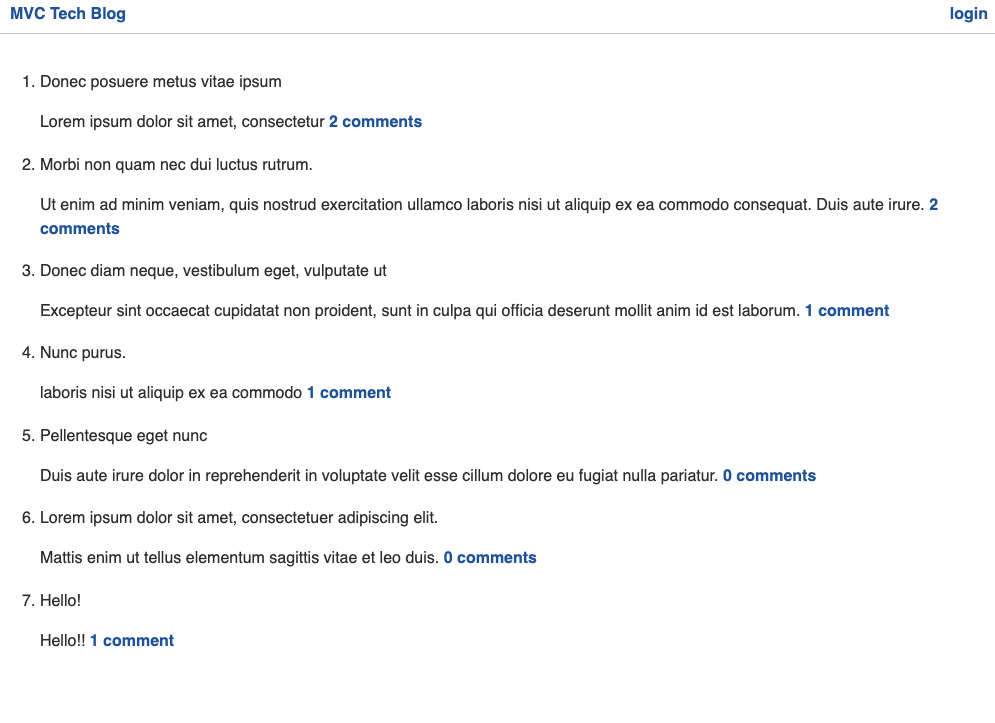 MVC Tech Blog
login
1. Donec posuere metus vitae ipsum
Lorem ipsum dolor sit amet, consectetur 2 comments
2. Morbi non quam nec dui luctus rutrum.
Ut enim ad minim veniam, quis nostrud exercitation ullamco laboris nisi ut aliquip ex ea commodo consequat. Duis aute irure. 2
comments
3. Donec diam neque, vestibulum eget, vulputate ut
Excepteur sint occaecat cupidatat non proident, sunt in culpa qui officia deserunt mollit anim id est laborum. 1 comment
4. Nunc purus.
laboris nisi ut aliquip ex ea commodo 1 comment
5. Pellentesque eget nunc
Duis aute irure dolor in reprehenderit in voluptate velit esse cillum dolore eu fugiat nulla pariatur. 0 comments
6. Lorem ipsum dolor sit amet, consectetuer adipiscing elit.
Mattis enim ut tellus elementum sagittis vitae et leo duis. 0 comments
7. Hello!
Hello!! 1 comment